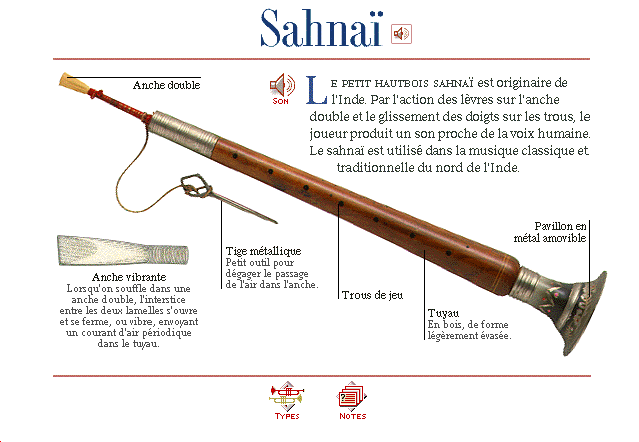 Sahnaï
Anche double
Son
LE PETIT HAUTBOIS SAHNAÏ est originaire de
l'Inde. Par l'action des lèvres sur l'anche
double et le glissement des doigts sur les trous, le
joueur produit un son proche de la voix humaine.
Le sahnaï est utilisé dans la musique classique et
traditionnelle du nord de l'Inde.
Pavillon en
métal amovible
Tige métallique
Petit outil pour
dégager le passage
de l'air dans l'anche.
Anche vibrante
Lorsqu'on souffle dans une
anche double, l'interstice
entre les deux lamelles s'ouvre
et se ferme, ou vibre, envoyant
un courant d'air périodique
dans le tuyau.
Trous de jeu
Tuyau
En bois, de forme
légèrement évasée.
Types
Notes